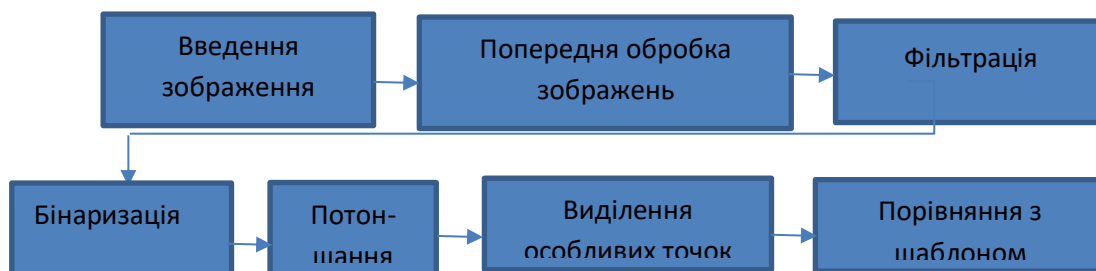 Введення
зображення
Попередня обробка
зображень
Фільтрація
Бінаризація
Потон-
шання
Виділення
особливих точок
Порівняння з
шаблоном